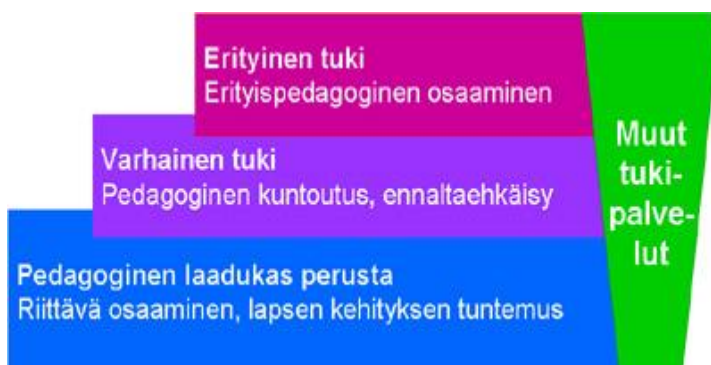 Erityinen tuki
Erityispedagoginen osaaminen
Varhainen tuki
Pedagoginen kuntoutus, ennaltaehkäisy
Pedagoginen laadukas perusta
Riittävä osaaminen, lapsen kehityksen tuntemus
Muut
tuki-
palve-
lut